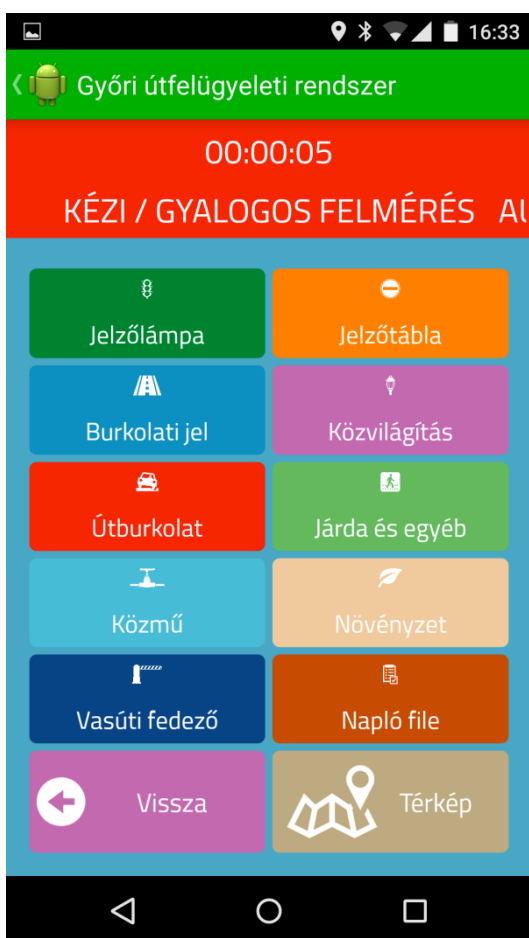 16:33
Győri útfelügyeleti rendszer
00:00:05
KÉZI / GYALOGOS FELMÉRÉS
Jelzőlámpa
Jelzőtábla
Burkolati jel
Közvilágítás
Útburkolat
Járda és egyéb
Közmű
Növényzet
Vasúti fedező
Napló file
Vissza
Térkép